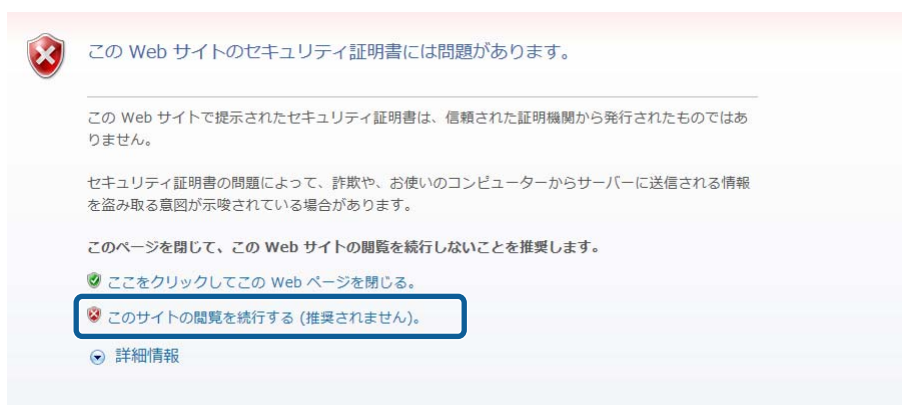 この Web サイトのセキュリティ証明書には問題があります。
この Web サイトで提示されたセキュリティ証明書は、信頼された証明機関から発行されたものではあ
りません。
セキュリティ証明書の問題によって、詐欺や、お使いのコンピューターからサーバーに送信される情報
を盗み取る意図が示唆されている場合があります。
このページを閉じて、この Web サイトの閲覧を続行しないことを推奨します。
ここをクリックしてこの Web ページを閉じる。
このサイトの閲覧を続行する (推奨されません)。
詳細情報